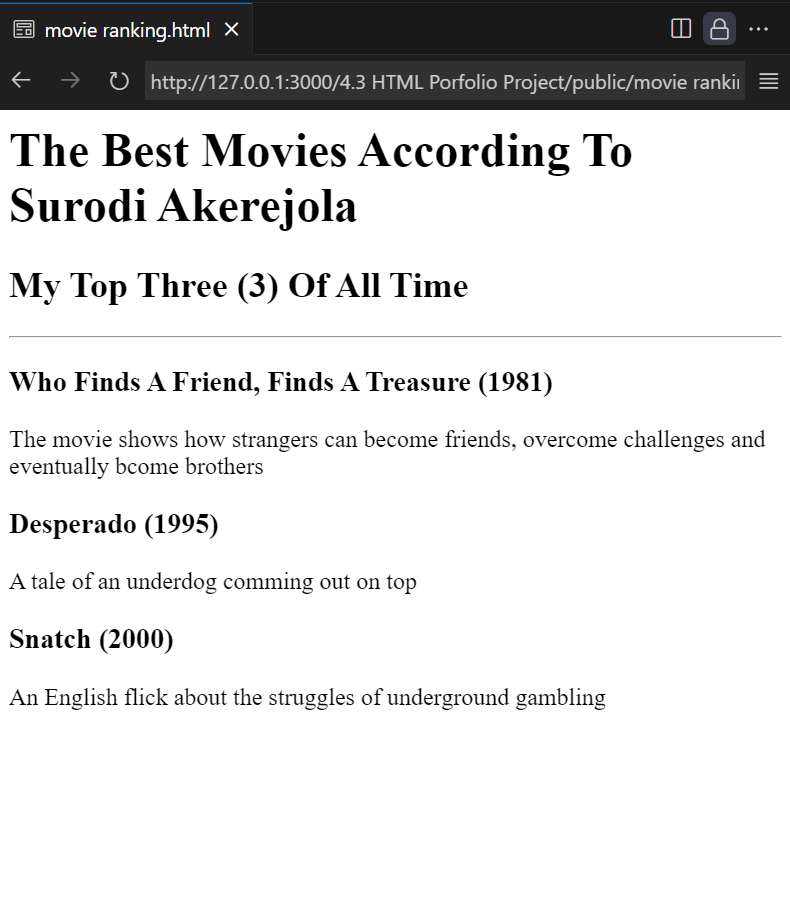 movie ranking.html
http://127.0.0.1:3000/4.3 HTML Porfolio Project/public/movie rankin
The Best Movies According To
Surodi Akerejola
My Top Three (3) Of All Time
Who Finds A Friend, Finds A Treasure (1981)
The movie shows how strangers can become friends, overcome challenges and
eventually bcome brothers
Desperado (1995)
A tale of an underdog comming out on top
Snatch (2000)
An English flick about the struggles of underground gambling